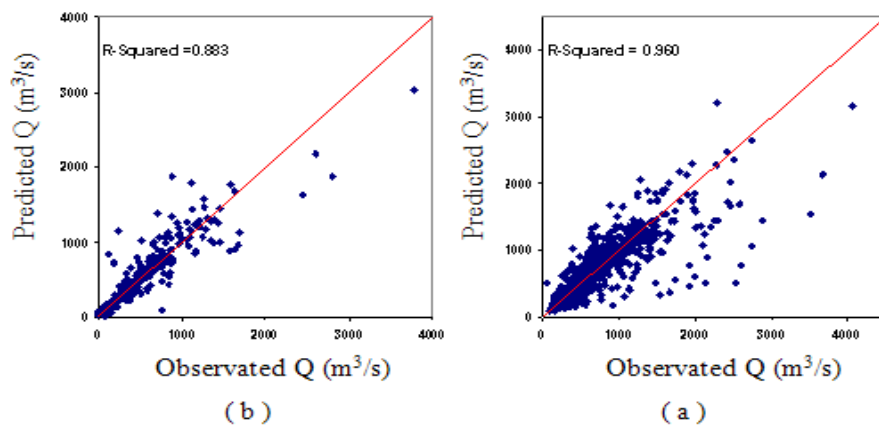 4000
3000
2000
1000
0
Predicted Q (m³/s)
R-Squared =0.883
0 1000 2000 3000 4000
Observated Q (m³/s)
( b )
4000
3000
2000
1000
0
Predicted Q (m³/s)
R-Squared = 0.960
0 1000 2000 3000 4000
Observated Q (m³/s)
( a )